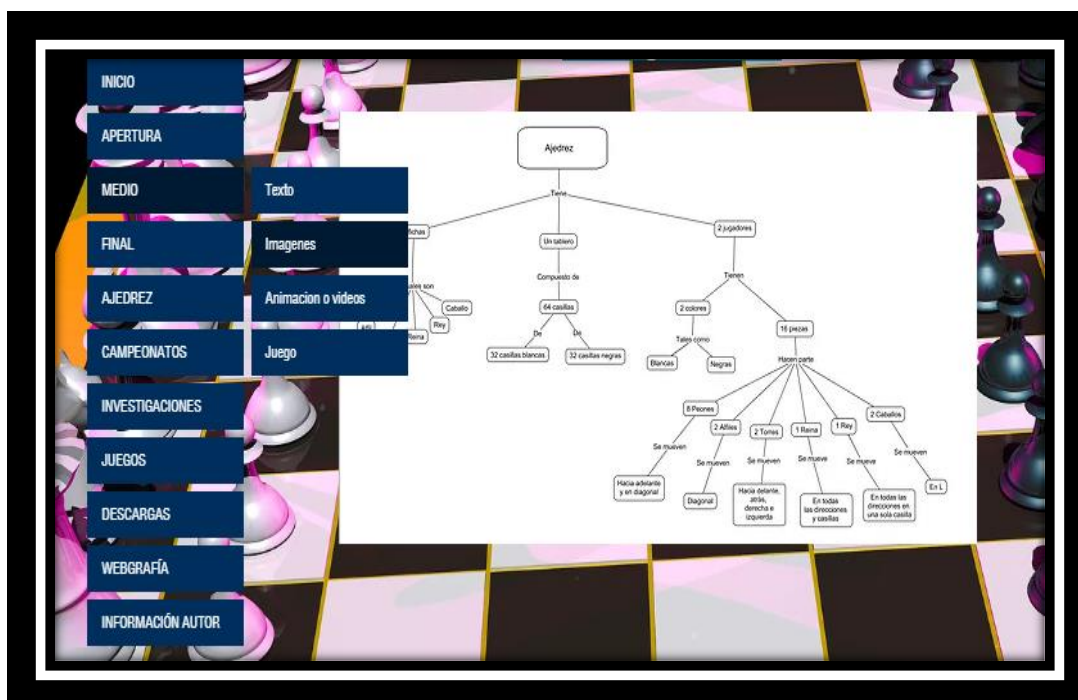 INICIO
APERTURA
MEDIO
FINAL
AJEDREZ
CAMPEONATOS
INVESTIGACIONES
JUEGOS
DESCARGAS
WEBGRAFÍA
INFORMACIÓN AUTOR
Texto
Imagenes
Animacion o videos
Juego
Ajedrez
Tiene
fichas
Un tablero
2 jugadores
son
Compuesto de
Tienen
Caballo
Rey
64 casillas
2 colores
16 piezas
De
De
Tales como
32 casillas blancas
32 casillas negras
Blancas
Negras
Hacen parte
8 Peones
2 Alfiles
2 Torres
1 Reina
1 Rey
2 Caballos
Se mueven
Se mueven
Se mueven
Se mueve
Se mueve
Se mueven
Hacia adelante
y en diagonal
Diagonal
Hacia delante,
atrás,
derecha e
izquierda
En todas
las direcciones
y casillas
En todas las
direcciones en
una sola casilla
En L